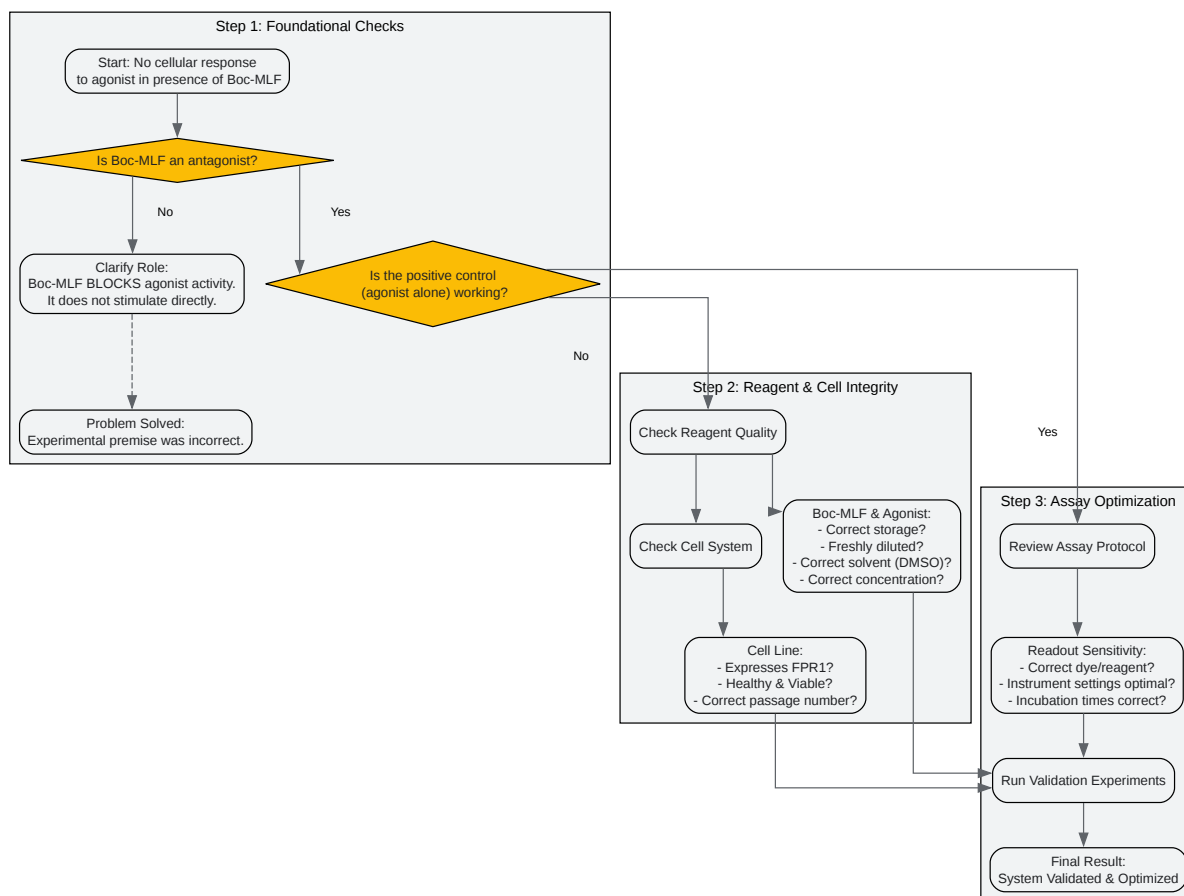 Step 1: Foundational Checks
Start: No cellular response
to agonist in presence of Boc-MLF
Is Boc-MLF an antagonist?
No
Yes
Clarify Role:
Boc-MLF BLOCKS agonist activity.
It does not stimulate directly.
Is the positive control
(agonist alone) working?
No
Problem Solved:
Experimental premise was incorrect.
Step 2: Reagent & Cell Integrity
Check Reagent Quality
Yes
Check Cell System
Boc-MLF & Agonist:
- Correct storage?
- Freshly diluted?
- Correct solvent (DMSO)?
- Correct concentration?
Cell Line:
- Expresses FPR1?
- Healthy & Viable?
- Correct passage number?
Step 3: Assay Optimization
Review Assay Protocol
Readout Sensitivity:
- Correct dye/reagent?
- Instrument settings optimal?
- Incubation times correct?
Run Validation Experiments
Final Result:
System Validated & Optimized